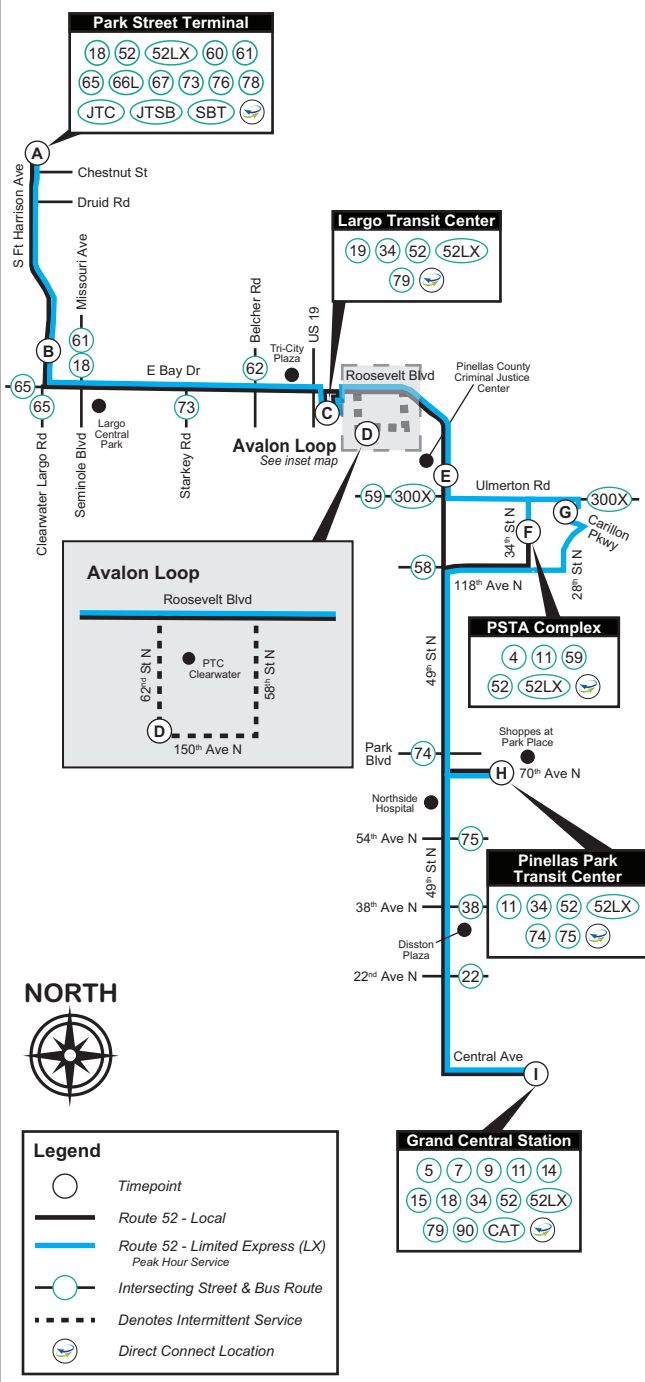 Park Street Terminal
18 52 52LX 60 61
65 66L 67 73 76 78
JTC JTSB SBT
A
Chestnut St
Druid Rd
S Ft Harrison Ave
Largo Transit Center
19 34 52 52LX
79
Missouri Ave
61
18
B
Belcher Rd
62
US 19
Tri-City
Plaza
E Bay Dr
Roosevelt Blvd
Pinellas County
Criminal Justice
Center
65
65
Clearwater Largo Rd
Seminole Blvd
Largo
Central
Park
73
Starkey Rd
C
D
Avalon Loop
See inset map
E
Ulmerton Rd
59 300X
300X
G
Carillon
Pkwy
F
34th St N
28th St N
58
118th Ave N
Avalon Loop
Roosevelt Blvd
62nd St N
PTC
Clearwater
58th St N
D
150th Ave N
PSTA Complex
4 11 59
52 52LX
49th St N
Park
Blvd
74
Shoppes at
Park Place
H
70th Ave N
Northside
Hospital
54th Ave N
75
49th St N
Pinellas Park
Transit Center
11 34 52 52LX
74 75
38th Ave N
38
Disston
Plaza
22nd Ave N
22
NORTH
Central Ave
I
Grand Central Station
5 7 9 11 14
15 18 34 52 52LX
79 90 CAT
Legend
Timepoint
Route 52 - Local
Route 52 - Limited Express (LX)
Peak Hour Service
Intersecting Street & Bus Route
Denotes Intermittent Service
Direct Connect Location